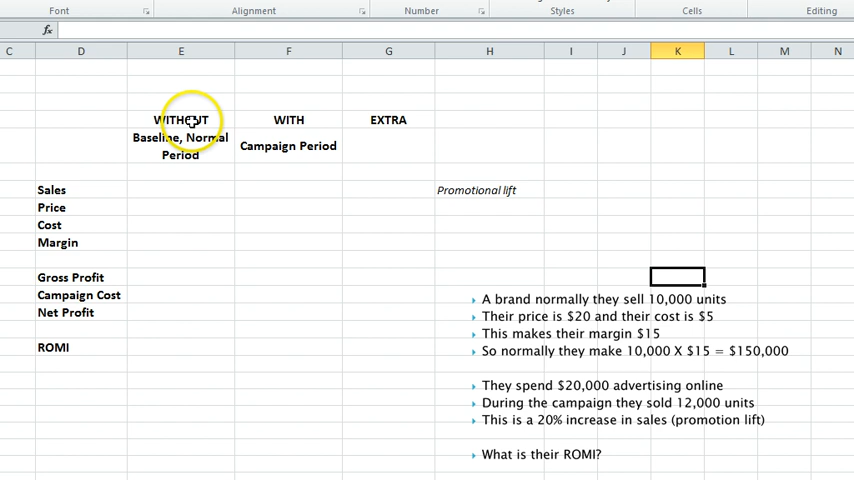 Font Alignment Number Styles Cells Editing
fx
C D E F G H I J K L M N
WITHOUT WITH EXTRA
Baseline, Normal
Period
Campaign Period
Sales Promotional lift
Price
Cost
Margin
Gross Profit
Campaign Cost
Net Profit
ROMI
A brand normally they sell 10,000 units
Their price is $20 and their cost is $5
This makes their margin $15
So normally they make 10,000 X $15 = $150,000
They spend $20,000 advertising online
During the campaign they sold 12,000 units
This is a 20% increase in sales (promotion lift)
What is their ROMI?